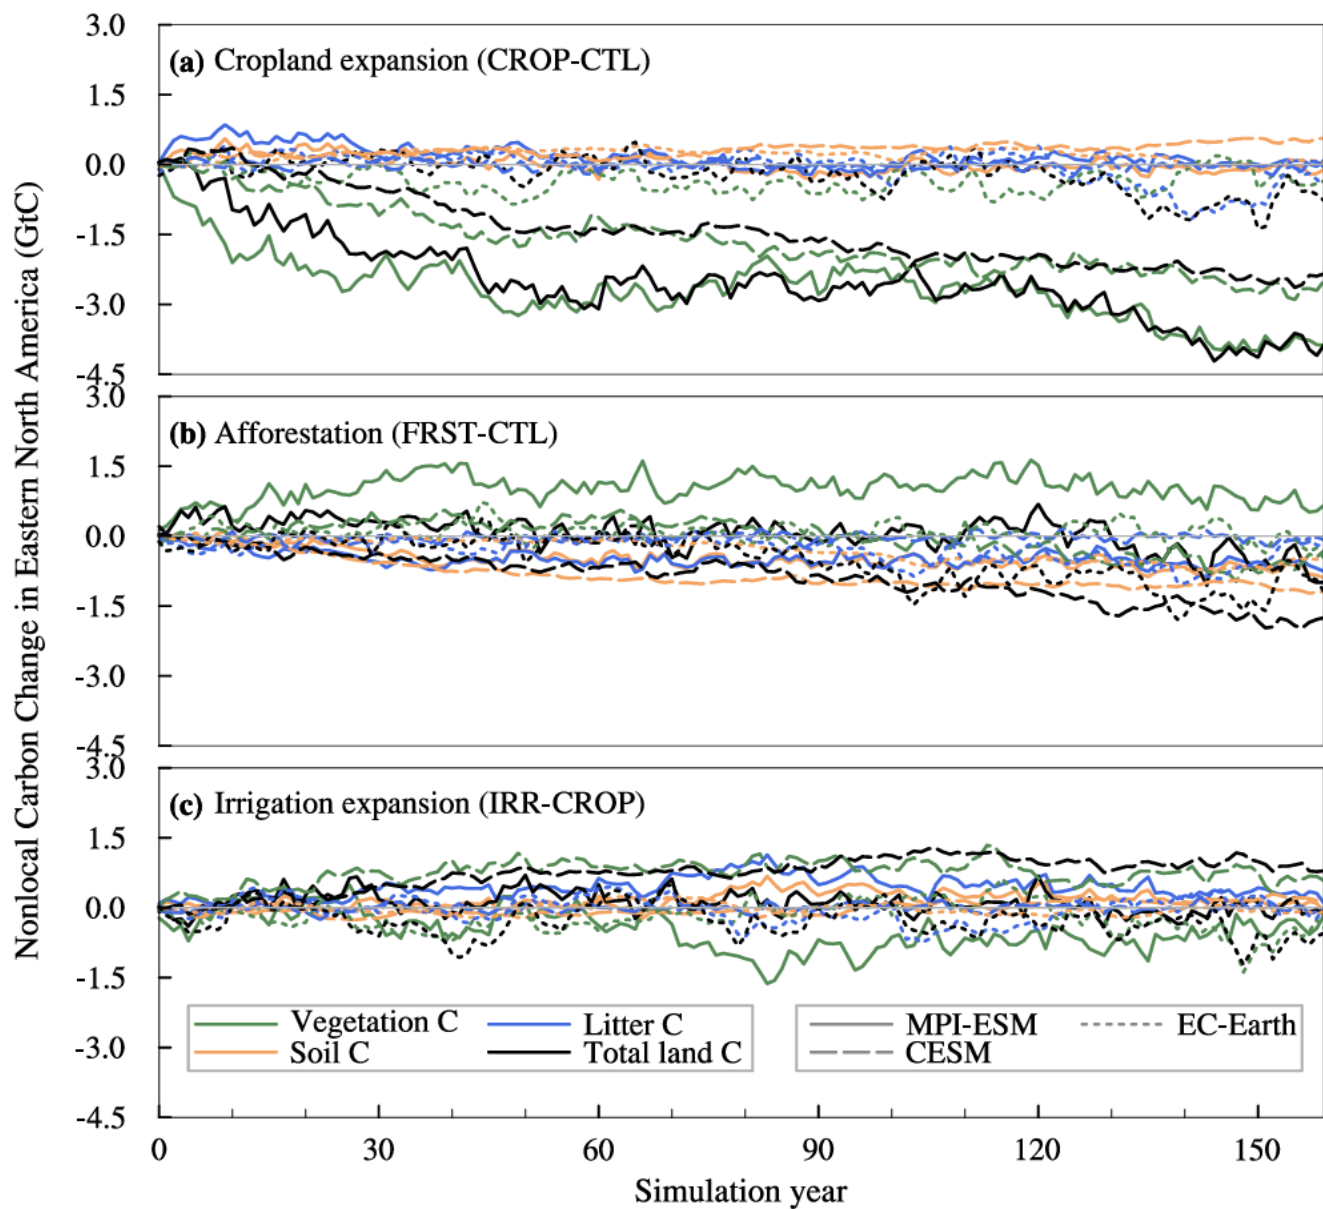 Nonlocal Carbon Change in Eastern North America (GtC)
3.0
(a) Cropland expansion (CROP-CTL)
1.5
0.0
-1.5
-3.0
-4.5
3.0
(b) Afforestation (FRST-CTL)
1.5
0.0
-1.5
-3.0
-4.5
3.0
(c) Irrigation expansion (IRR-CROP)
1.5
0.0
-1.5
Vegetation C Litter C MPI-ESM EC-Earth
Soil C Total land C CESM
-3.0
-4.5
0 30 60 90 120 150
Simulation year